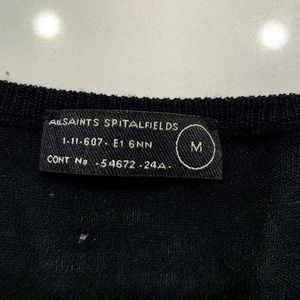 ALLSAINTS SPITALFIELDS
1-11-607- E1 6NN
CONT No -54672-24A-
M